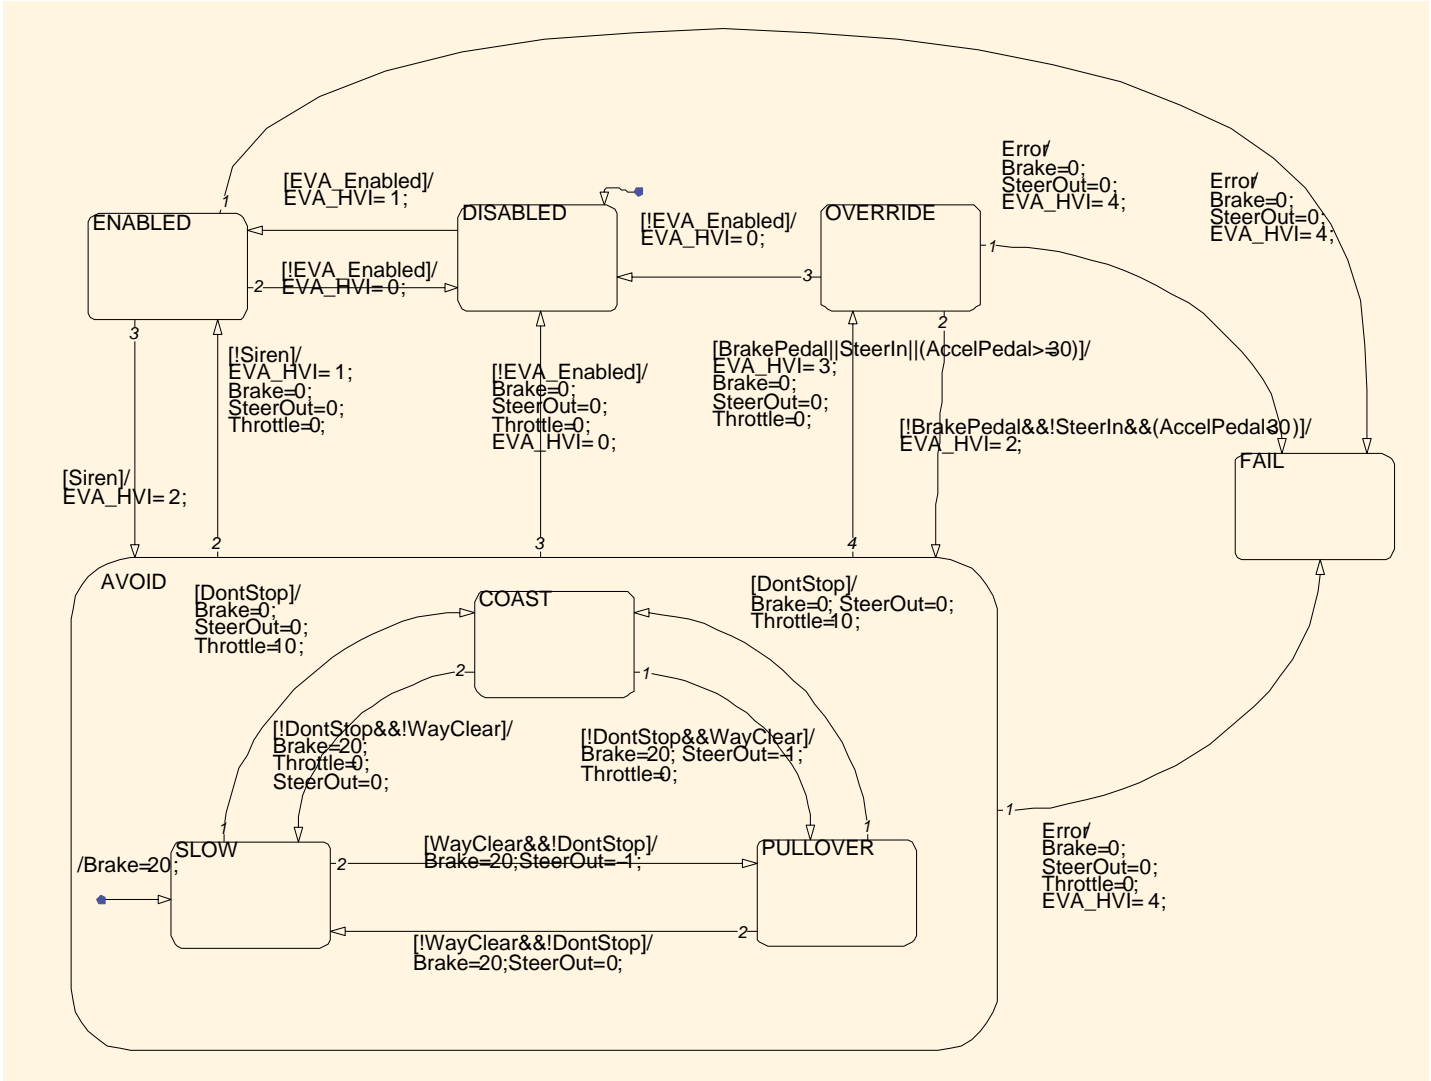 Error/
Brake=0;
SteerOut=0;
EVA_HVI=4;
Error/
Brake=0;
SteerOut=0;
EVA_HVI=4;
[EVA_Enabled]/
EVA_HVI=1;
1
ENABLED
DISABLED
[!EVA_Enabled]/
EVA_HVI=0;
OVERRIDE
1
[!EVA_Enabled]/
EVA_HVI=0;
2
3
3
2
[!Siren]/
EVA_HVI=1;
Brake=0;
SteerOut=0;
Throttle=0;
[!EVA_Enabled]/
Brake=0;
SteerOut=0;
Throttle=0;
EVA_HVI=0;
[BrakePedal||SteerIn||(AccelPedal>=30)]/
EVA_HVI=3;
Brake=0;
SteerOut=0;
Throttle=0;
[!BrakePedal&&!SteerIn&&(AccelPedal<30)]/
EVA_HVI=2;
1
FAIL
[Siren]/
EVA_HVI=2;
2
3
4
AVOID
[DontStop]/
Brake=0;
SteerOut=0;
Throttle=10;
COAST
[DontStop]/
Brake=0; SteerOut=0;
Throttle=10;
2
1
[!DontStop&&!WayClear]/
Brake=20;
Throttle=0;
SteerOut=0;
[!DontStop&&WayClear]/
Brake=20; SteerOut=-1;
Throttle=0;
1
1
SLOW
[WayClear&&!DontStop]/
Brake=20;SteerOut=-1;
2
PULLOVER
/Brake=20;
2
[!WayClear&&!DontStop]/
Brake=20;SteerOut=0;
Error/
Brake=0;
SteerOut=0;
Throttle=0;
EVA_HVI=4;